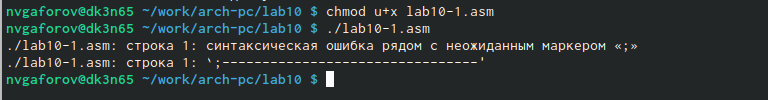 nvgaforov@dk3n65 ~/work/arch-pc/lab10 $ chmod u+x lab10-1.asm
nvgaforov@dk3n65 ~/work/arch-pc/lab10 $ ./lab10-1.asm
./lab10-1.asm: строка 1: синтаксическая ошибка рядом с неожиданным маркером «;»
./lab10-1.asm: строка 1: `;--------------------------------'
nvgaforov@dk3n65 ~/work/arch-pc/lab10 $